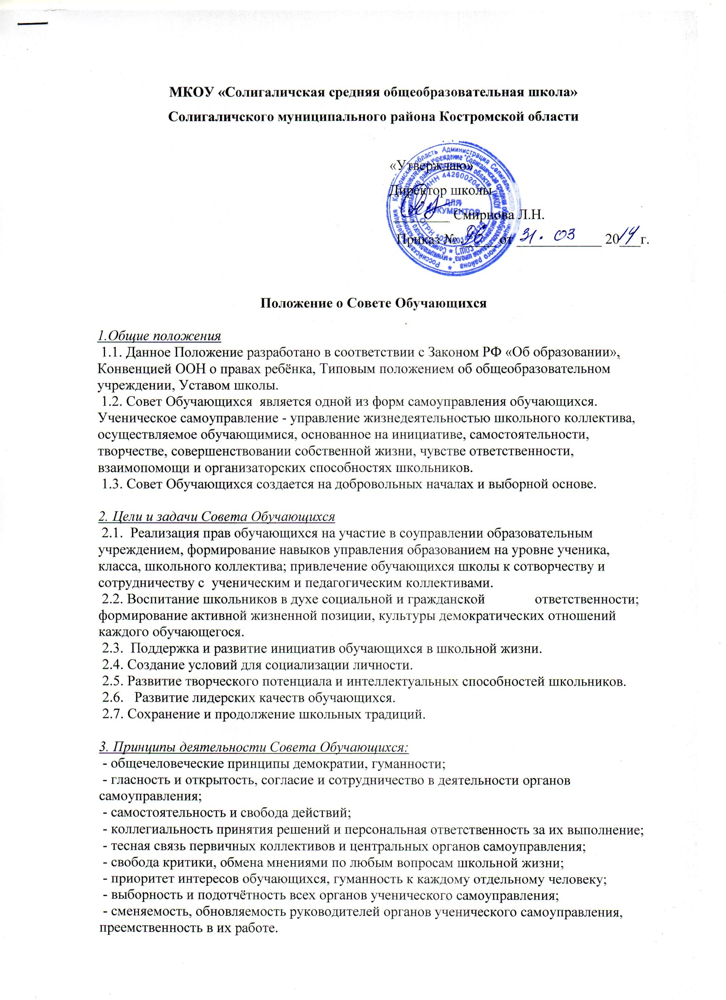 МКОУ «Солигаличская средняя общеобразовательная школа»
Солигаличского муниципального района Костромской области
«Утверждаю»
Директор школы
________ Смирнова Л.Н.
Приказ № 96 от 31.03 2014 г.
ДЛЯ
ДОКУМЕНТОВ
Положение о Совете Обучающихся
1.Общие положения
1.1. Данное Положение разработано в соответствии с Законом РФ «Об образовании»,
Конвенцией ООН о правах ребёнка, Типовым положением об общеобразовательном
учреждении, Уставом школы.
1.2. Совет Обучающихся является одной из форм самоуправления обучающихся.
Ученическое самоуправление - управление жизнедеятельностью школьного коллектива,
осуществляемое обучающимися, основанное на инициативе, самостоятельности,
творчестве, совершенствовании собственной жизни, чувстве ответственности,
взаимопомощи и организаторских способностях школьников.
1.3. Совет Обучающихся создается на добровольных началах и выборной основе.
2. Цели и задачи Совета Обучающихся
2.1. Реализация прав обучающихся на участие в соуправлении образовательным
учреждением, формирование навыков управления образованием на уровне ученика,
класса, школьного коллектива; привлечение обучающихся школы к сотворчеству и
сотрудничеству с ученическим и педагогическим коллективами.
2.2. Воспитание школьников в духе социальной и гражданской ответственности;
формирование активной жизненной позиции, культуры демократических отношений
каждого обучающегося.
2.3. Поддержка и развитие инициатив обучающихся в школьной жизни.
2.4. Создание условий для социализации личности.
2.5. Развитие творческого потенциала и интеллектуальных способностей школьников.
2.6. Развитие лидерских качеств обучающихся.
2.7. Сохранение и продолжение школьных традиций.
3. Принципы деятельности Совета Обучающихся:
- общечеловеческие принципы демократии, гуманности;
- гласность и открытость, согласие и сотрудничество в деятельности органов
самоуправления;
- самостоятельность и свобода действий;
- коллегиальность принятия решений и персональная ответственность за их выполнение;
- тесная связь первичных коллективов и центральных органов самоуправления;
- свобода критики, обмена мнениями по любым вопросам школьной жизни;
- приоритет интересов обучающихся, гуманность к каждому отдельному человеку;
- выборность и подотчётность всех органов ученического самоуправления;
- сменяемость, обновляемость руководителей органов ученического самоуправления,
преемственность в их работе.